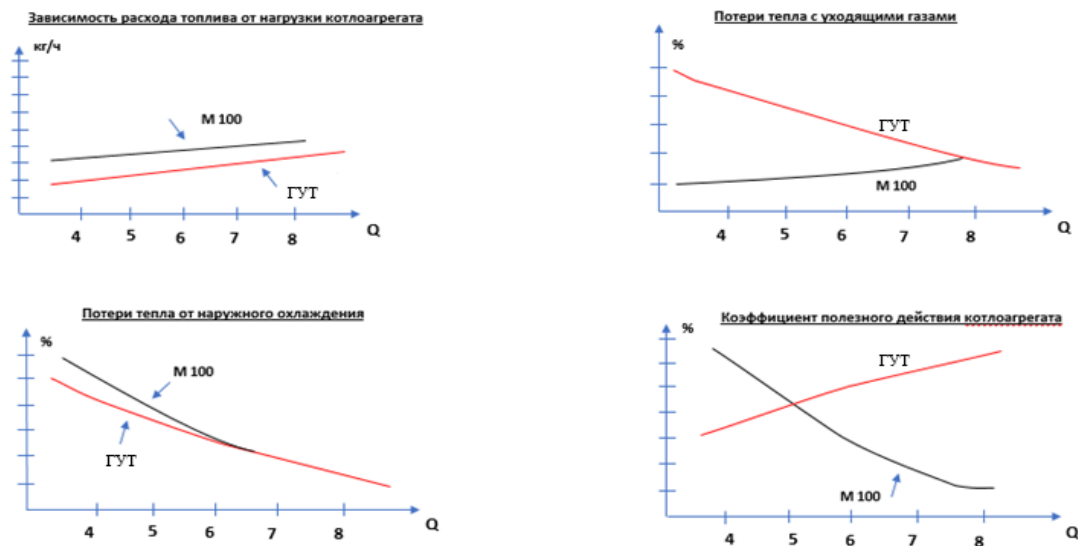 Зависимость расхода топлива от нагрузки котлоагрегата
кг/ч
М 100
ГУТ
4 5 6 7 8 Q
Потери тепла с уходящими газами
%
ГУТ
М 100
4 5 6 7 8 Q
Потери тепла от наружного охлаждения
%
М 100
ГУТ
4 5 6 7 8 Q
Коэффициент полезного действия котлоагрегата
%
ГУТ
М 100
4 5 6 7 8 Q